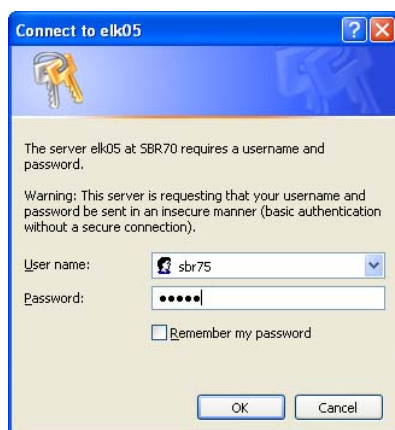 Connect to elk05
The server elk05 at SBR70 requires a username and
password.
Warning: This server is requesting that your username and
password be sent in an insecure manner (basic authentication
without a secure connection).
User name:
sbr75
Password:
●●●●●
Remember my password
OK
Cancel